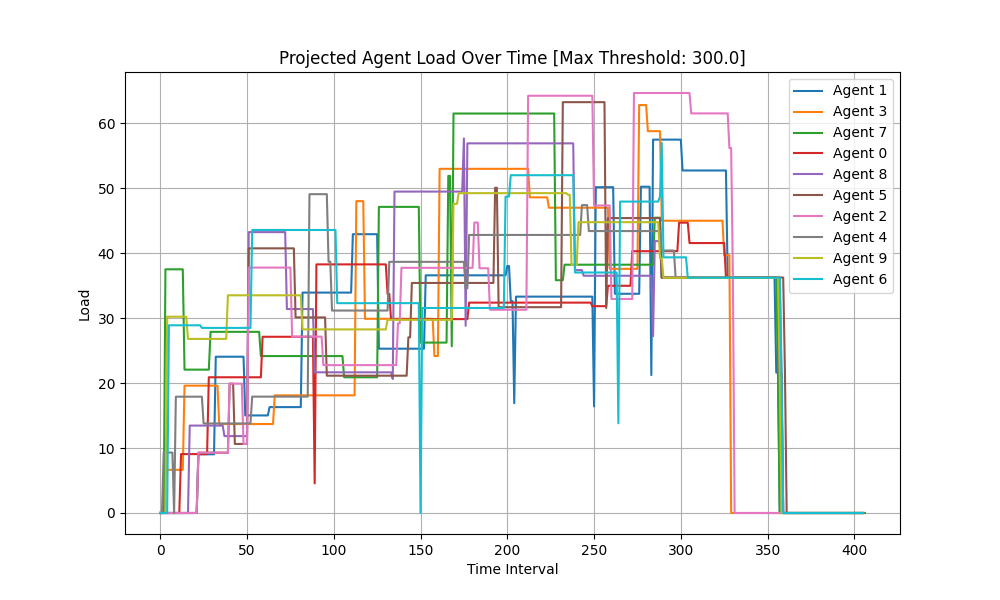 Projected Agent Load Over Time [Max Threshold: 300.0]
Load
60
50
40
30
20
10
0
0 50 100 150 200 250 300 350 400
Time Interval
Agent 1
Agent 3
Agent 7
Agent 0
Agent 8
Agent 5
Agent 2
Agent 4
Agent 9
Agent 6